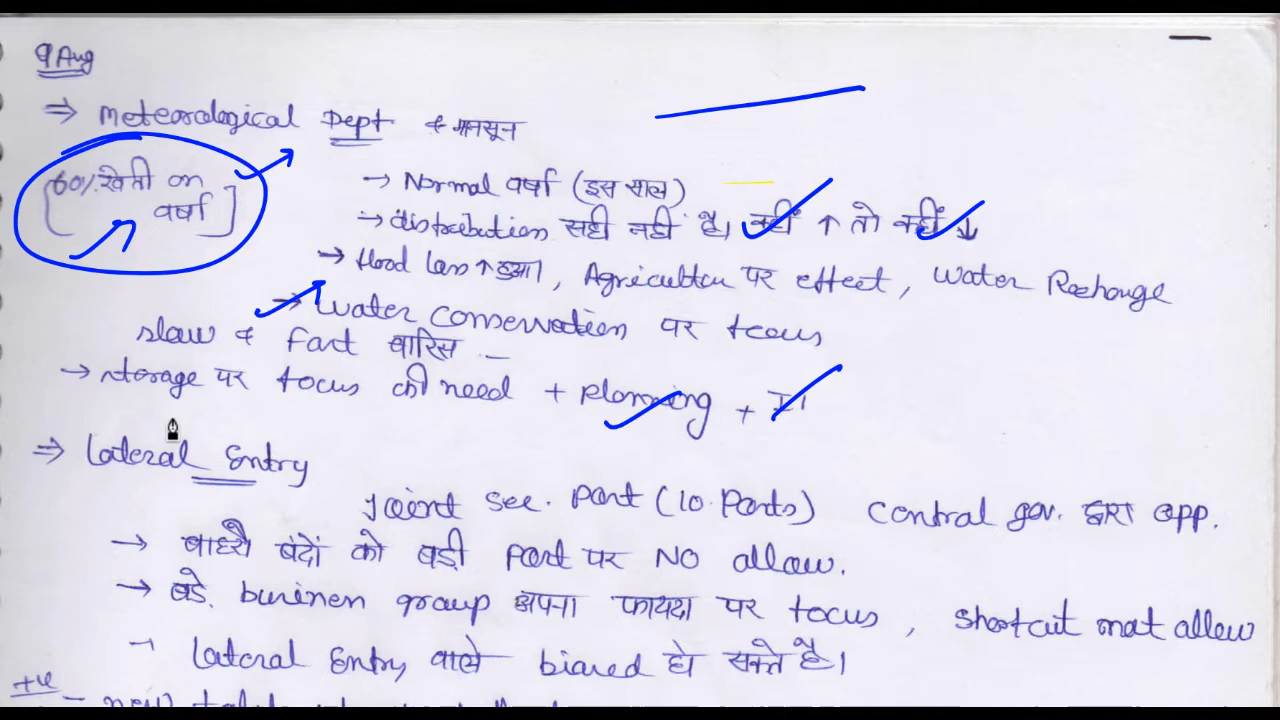 9 Aug
⇒ Meteorological Dept & मानसून
[60% खेती on
वर्षा]
→ Normal वर्षा (इस साल)
→ distribution सही नहीं है। कहीं ↑ तो कहीं ↓
→ flood loss ↑ हुआ।, Agriculture पर effect, Water Recharge
→ Water conservation पर focus
slow & fast बारिस –
→ storage पर focus की need + planning +
⇒ Lateral Entry
Joint sec. post (10 Posts) Central gov. द्वारा app.
→ बंदों को बड़ी post पर NO allow.
→ बडे. business group अपना फायदा पर focus, shortcut not allow
- lateral Entry वाले biased हो सकते है।
+ve
- new